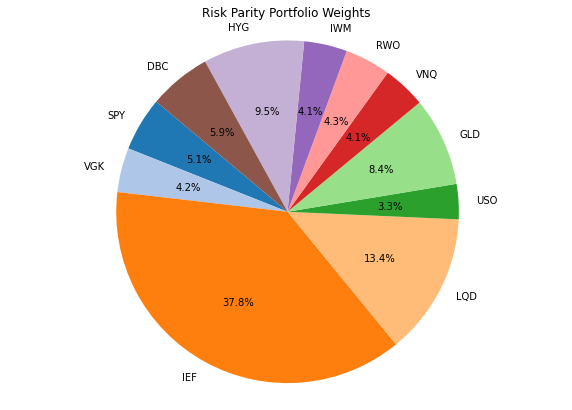 Risk Parity Portfolio Weights
HYG
IWM
RWO
DBC
VNQ
9.5%
4.1%
4.3%
SPY
5.9%
4.1%
GLD
5.1%
VGK
8.4%
4.2%
USO
3.3%
13.4%
LQD
37.8%
IEF